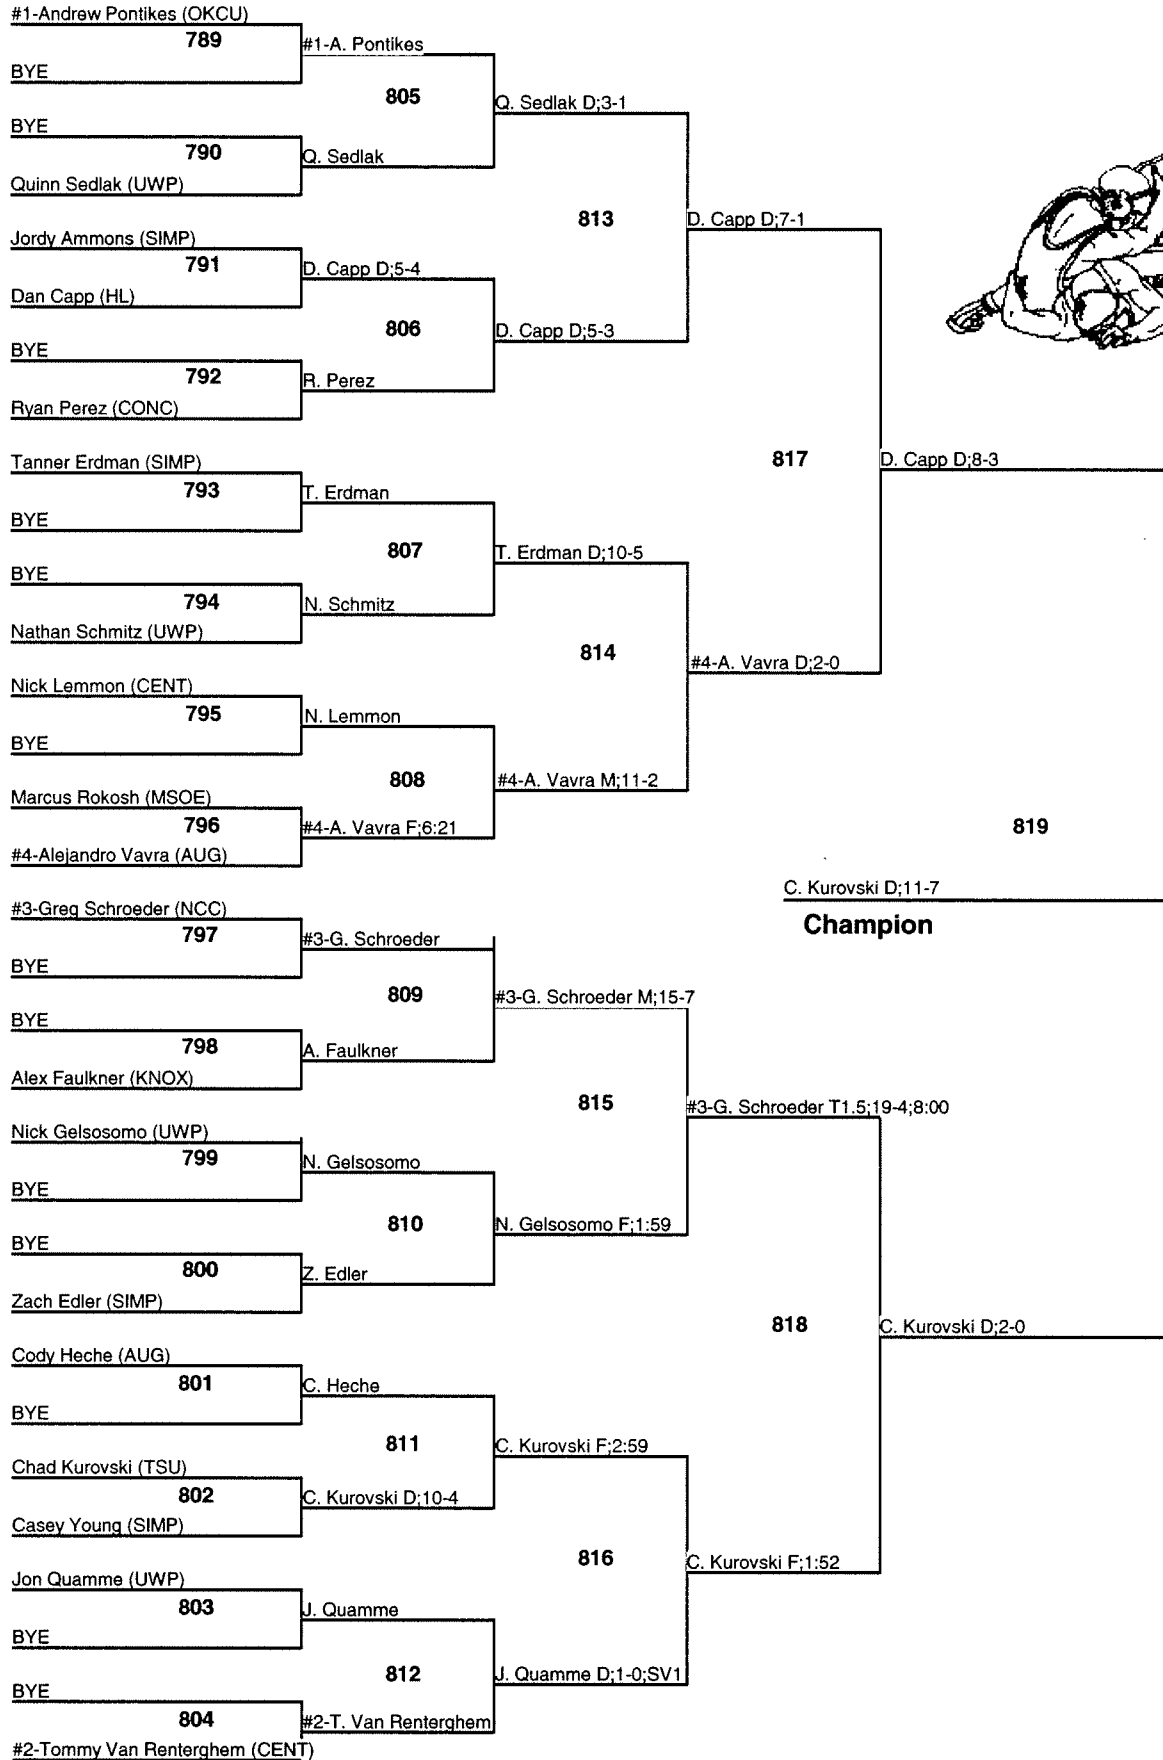 #1-Andrew Pontikes (OKCU)
789
#1-A. Pontikes
BYE
805
Q. Sedlak D;3-1
BYE
790
Q. Sedlak
Quinn Sedlak (UWP)
813
D. Capp D;7-1
Jordy Ammons (SIMP)
791
D. Capp D;5-4
Dan Capp (HL)
806
D. Capp D;5-3
BYE
792
R. Perez
Ryan Perez (CONC)
817
D. Capp D;8-3
Tanner Erdman (SIMP)
793
T. Erdman
BYE
807
T. Erdman D;10-5
BYE
794
N. Schmitz
Nathan Schmitz (UWP)
814
#4-A. Vavra D;2-0
Nick Lemmon (CENT)
795
N. Lemmon
BYE
808
#4-A. Vavra M;11-2
Marcus Rokosh (MSOE)
796
#4-A. Vavra F;6:21
#4-Alejandro Vavra (AUG)
819
C. Kurovski D;11-7
Champion
#3-Greg Schroeder (NCC)
797
#3-G. Schroeder
BYE
809
#3-G. Schroeder M;15-7
BYE
798
A. Faulkner
Alex Faulkner (KNOX)
815
#3-G. Schroeder T1.5;19-4;8:00
Nick Gelsosomo (UWP)
799
N. Gelsosomo
BYE
810
N. Gelsosomo F;1:59
BYE
800
Z. Edler
Zach Edler (SIMP)
818
C. Kurovski D;2-0
Cody Heche (AUG)
801
C. Heche
BYE
811
C. Kurovski F;2:59
Chad Kurovski (TSU)
802
C. Kurovski D;10-4
Casey Young (SIMP)
816
C. Kurovski F;1:52
Jon Quamme (UWP)
803
J. Quamme
BYE
812
J. Quamme D;1-0;SV1
BYE
804
#2-T. Van Renterghem
#2-Tommy Van Renterghem (CENT)